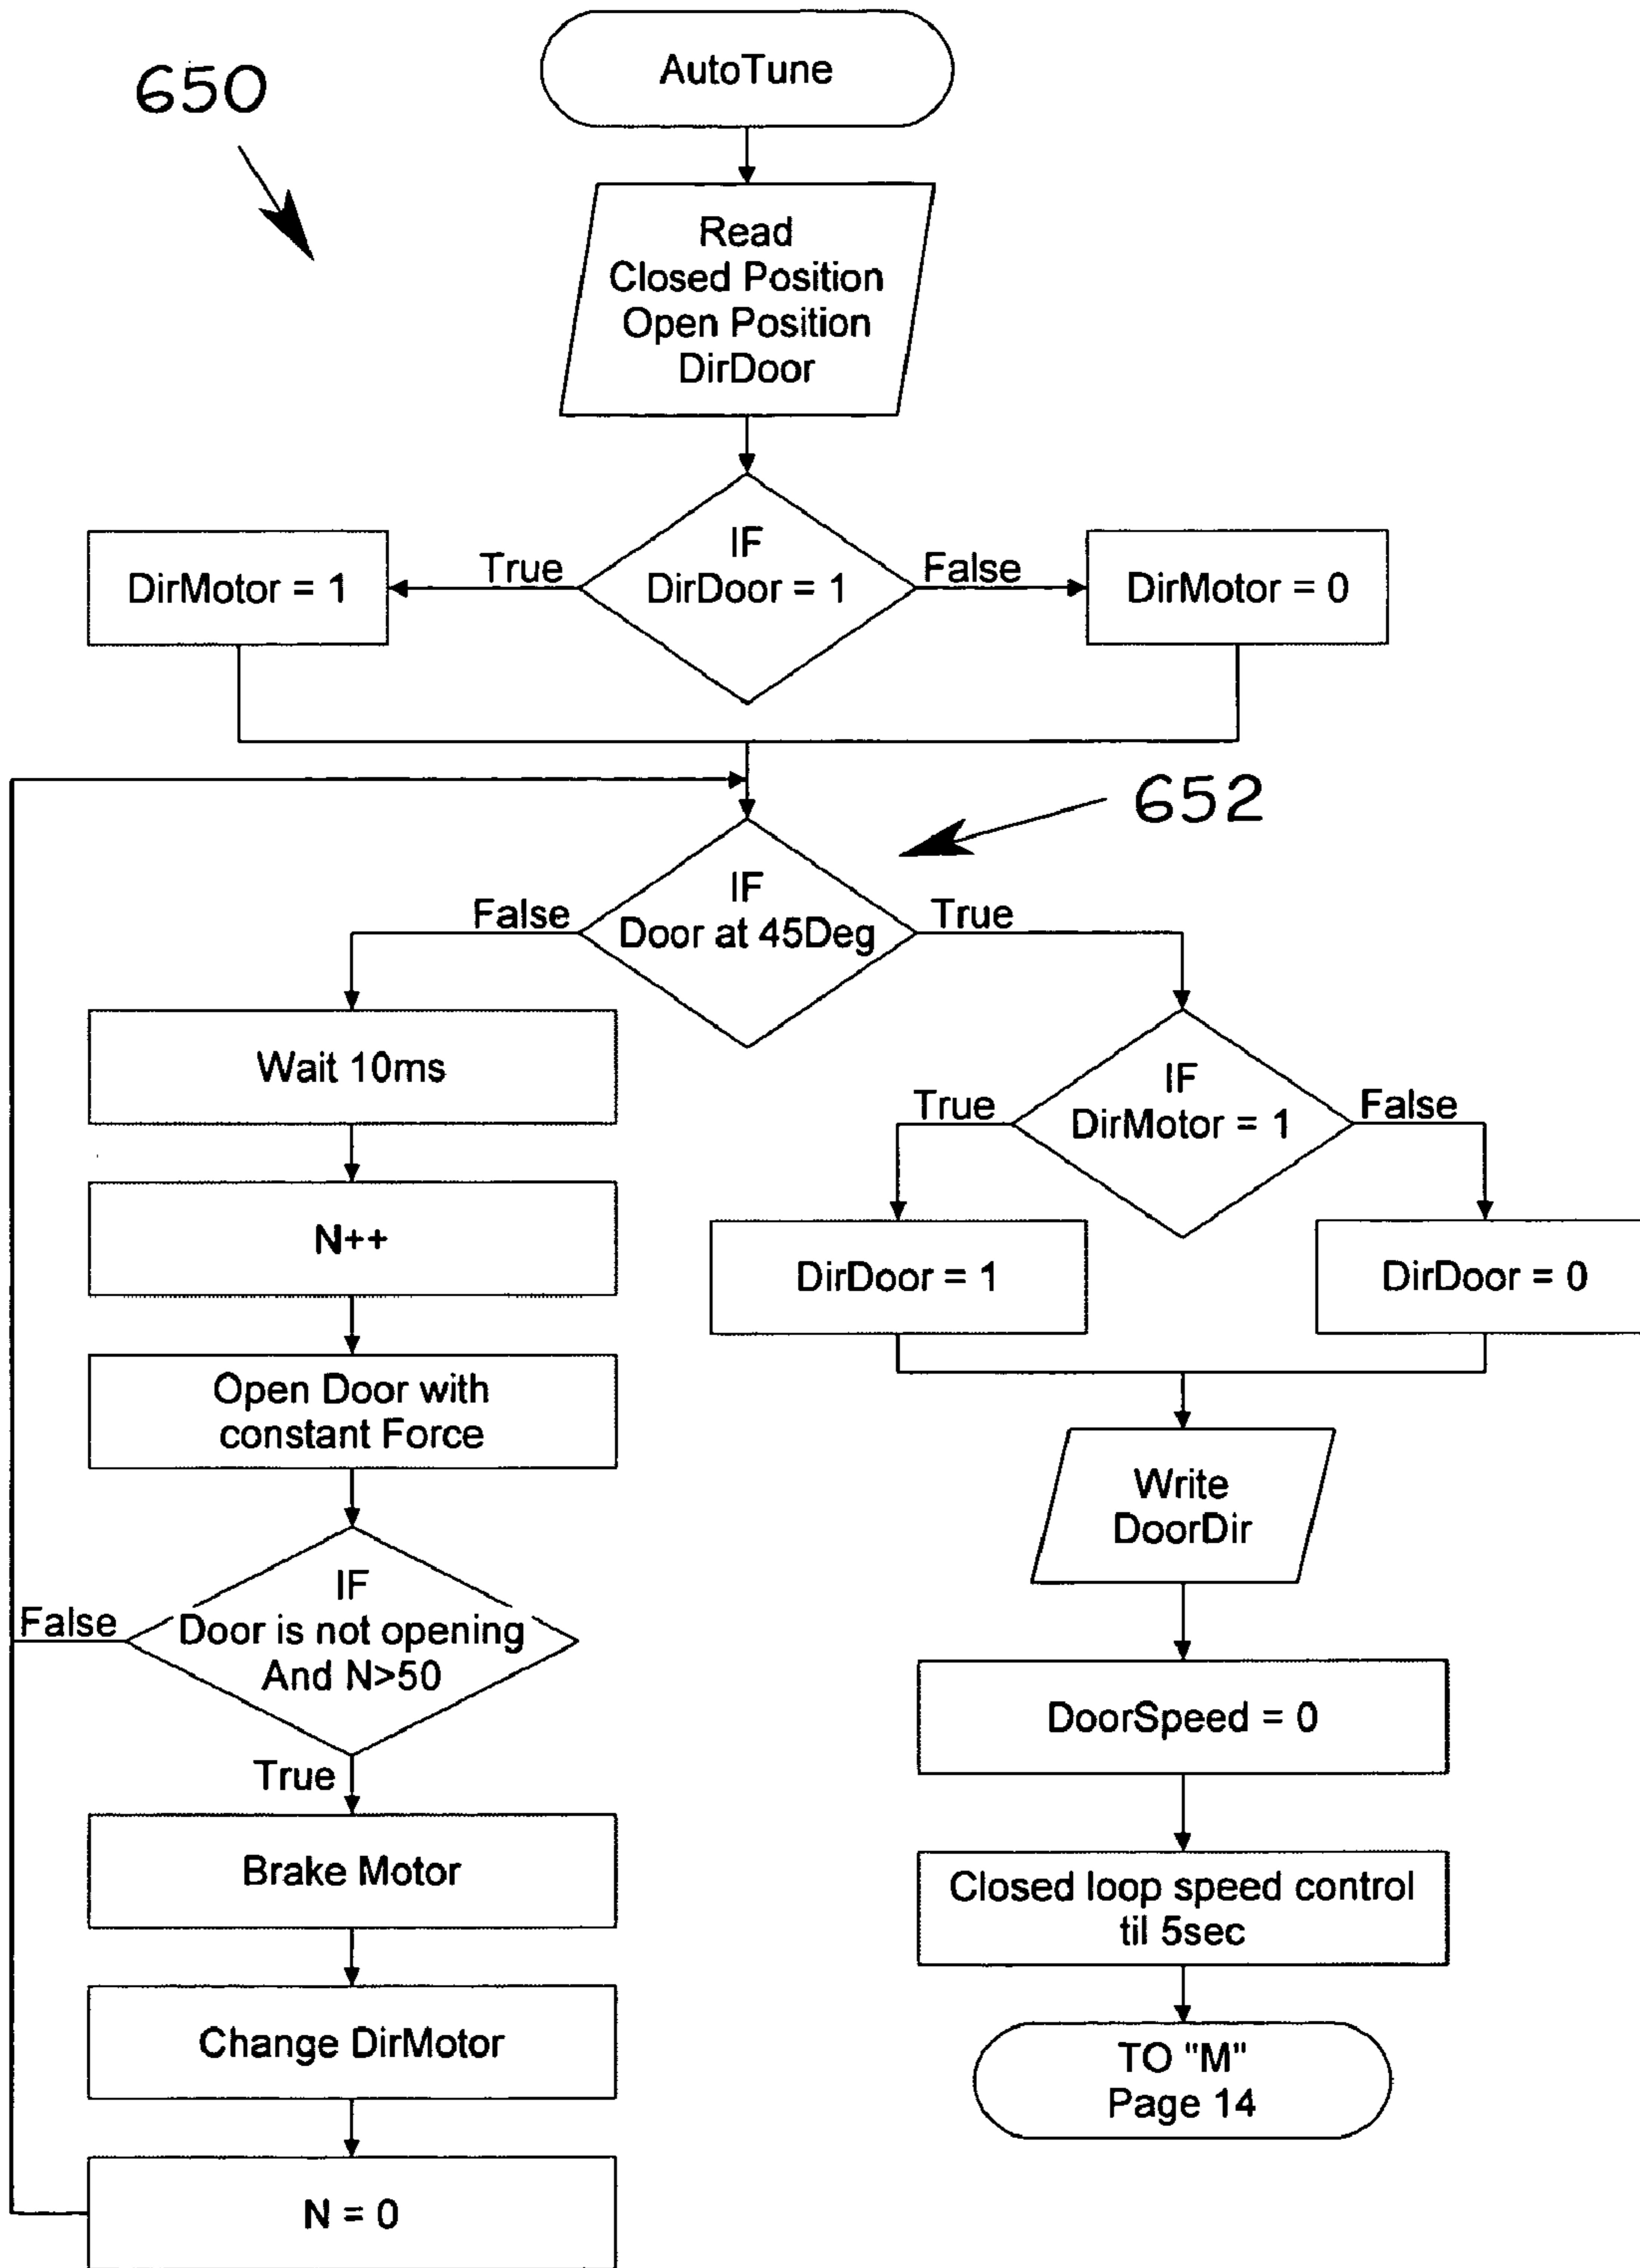 650
AutoTune
Read
Closed Position
Open Position
DirDoor
IF
DirDoor = 1
True
False
DirMotor = 1
DirMotor = 0
652
IF
Door at 45Deg
False
True
Wait 10ms
N++
Open Door with
constant Force
IF
Door is not opening
And N>50
False
True
Brake Motor
Change DirMotor
N = 0
IF
DirMotor = 1
True
False
DirDoor = 1
DirDoor = 0
Write
DoorDir
DoorSpeed = 0
Closed loop speed control
til 5sec
TO "M"
Page 14